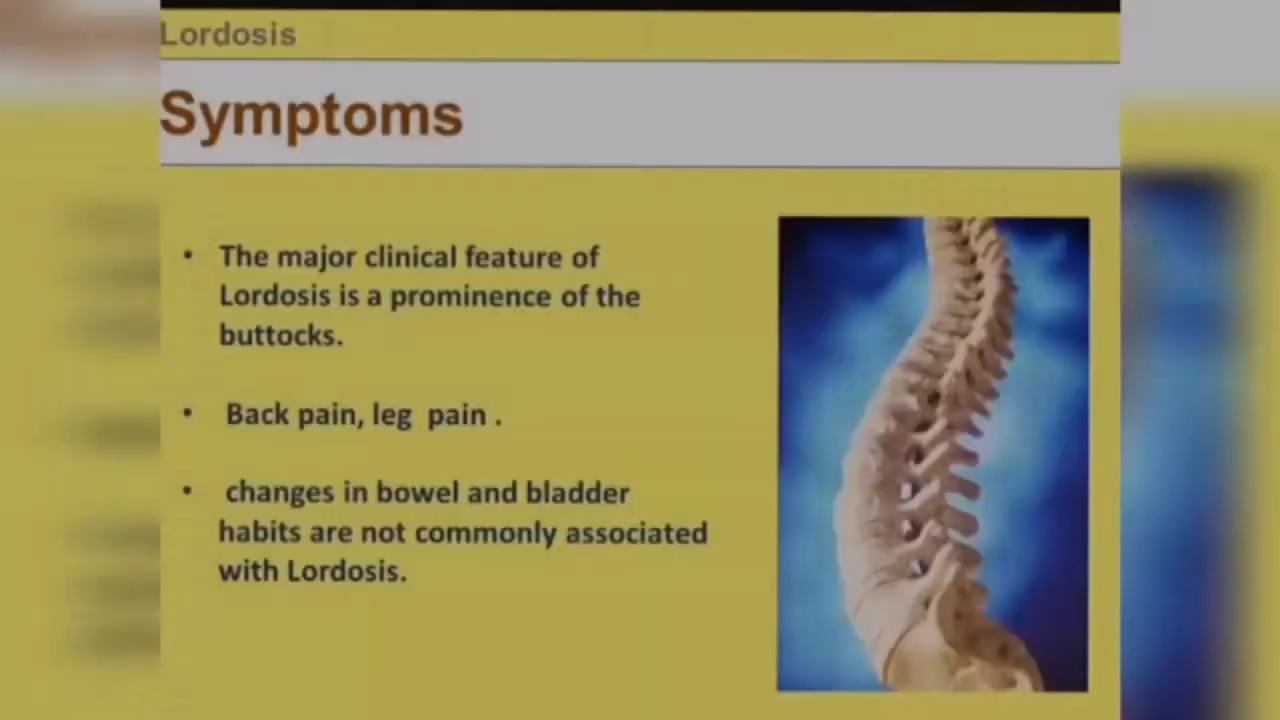 Lordosis
Symptoms
• The major clinical feature of
Lordosis is a prominence of the
buttocks.
• Back pain, leg pain .
• changes in bowel and bladder
habits are not commonly associated
with Lordosis.